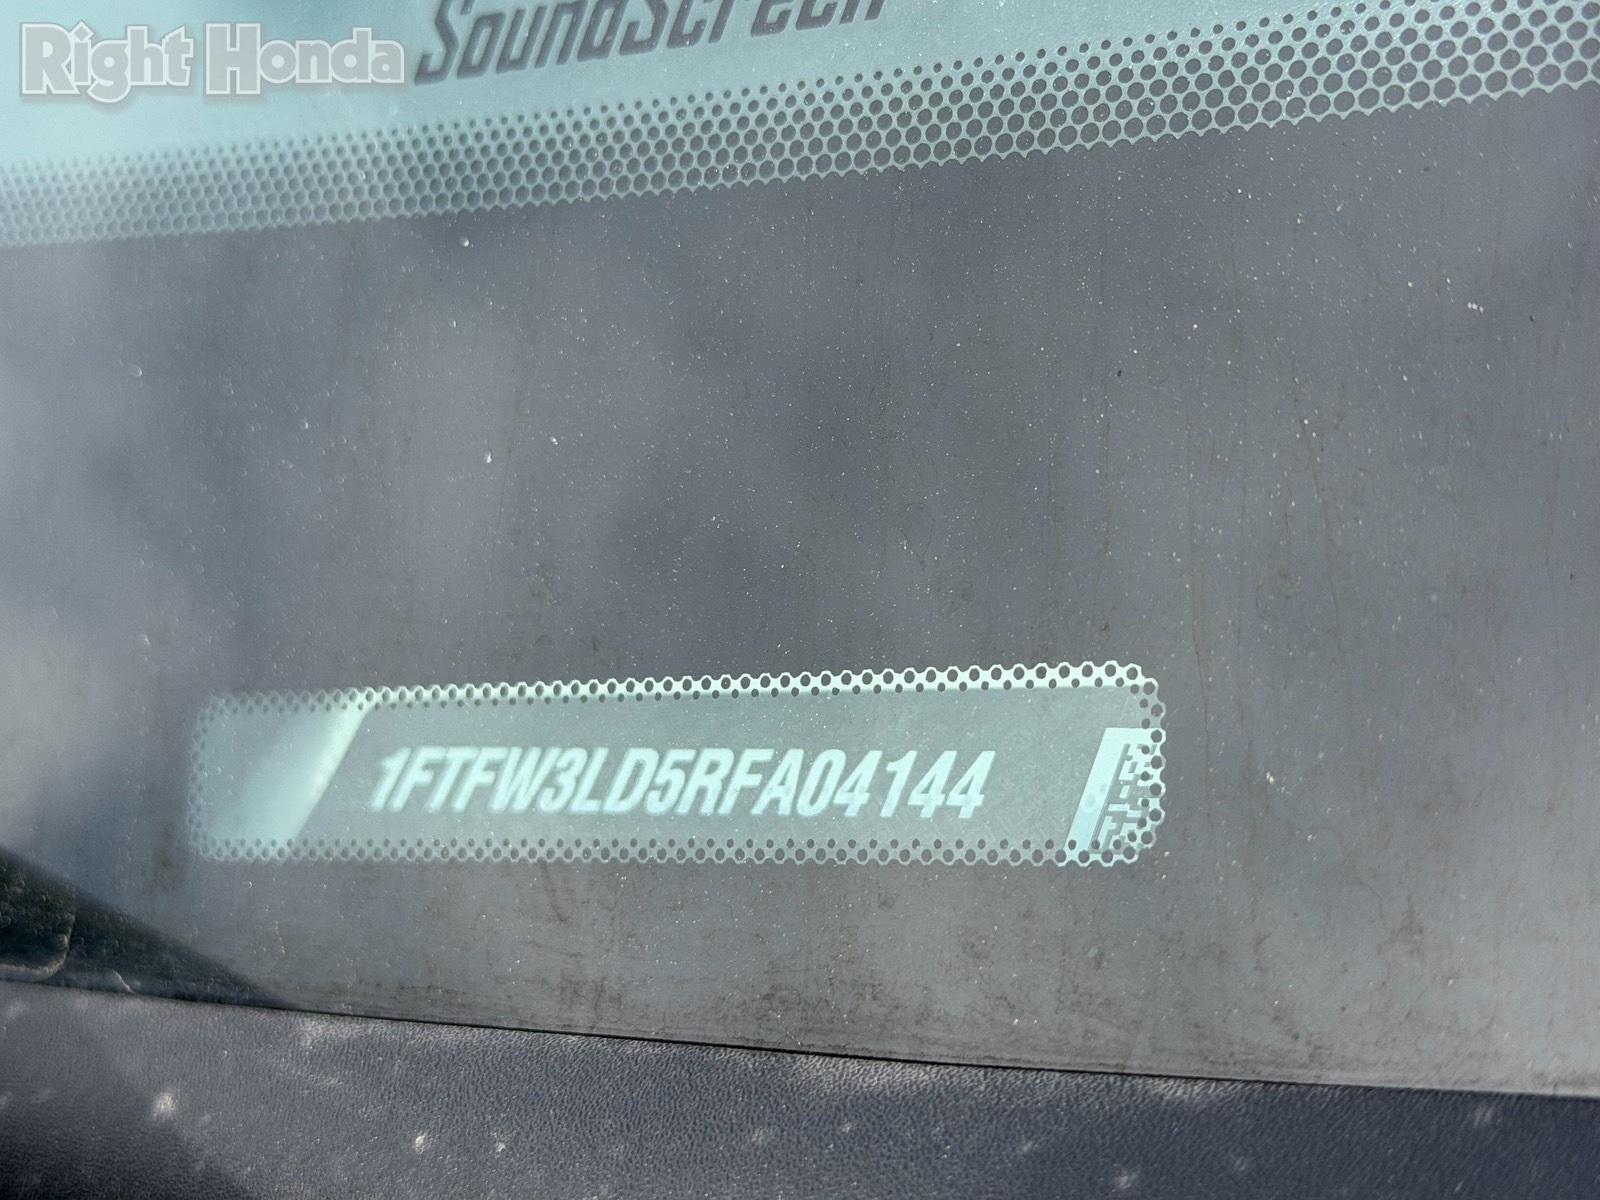 Right Honda
SoundScreen
1FTFW3LD5RFA04144